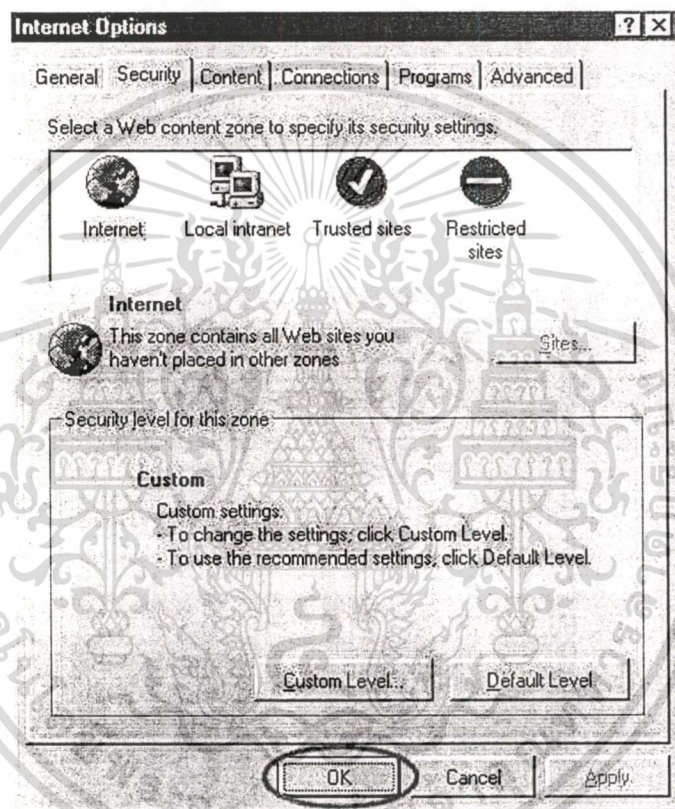 Internet Options
General Security Content Connections Programs Advanced
Select a Web content zone to specify its security settings.
Internet Local intranet Trusted sites Restricted sites
Internet
This zone contains all Web sites you
haven't placed in other zones
Sites...
Security level for this zone
Custom
Custom settings.
- To change the settings, click Custom Level.
- To use the recommended settings, click Default Level.
Custom Level... Default Level
OK Cancel Apply